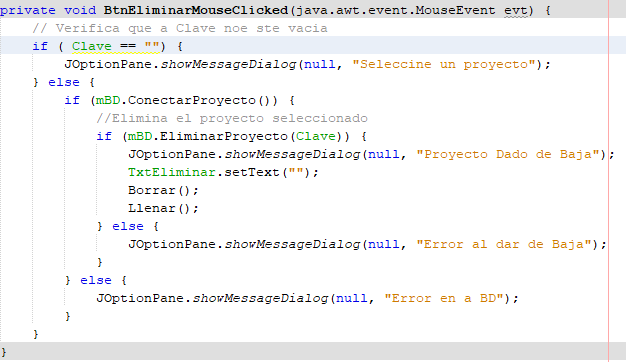 private void BtnEliminarMouseClicked(java.awt.event.MouseEvent evt) {
// Verifica que a Clave noe ste vacia
if ( Clave == "") {
JOptionPane.showMessageDialog(null, "Seleccine un proyecto");
} else {
if (mBD.ConectarProyecto()) {
//Elimina el proyecto seleccionado
if (mBD.EliminarProyecto(Clave)) {
JOptionPane.showMessageDialog(null, "Proyecto Dado de Baja");
TxtEliminar.setText("");
Borrar();
Llenar();
} else {
JOptionPane.showMessageDialog(null, "Error al dar de Baja");
}
} else {
JOptionPane.showMessageDialog(null, "Error en a BD");
}
}
}